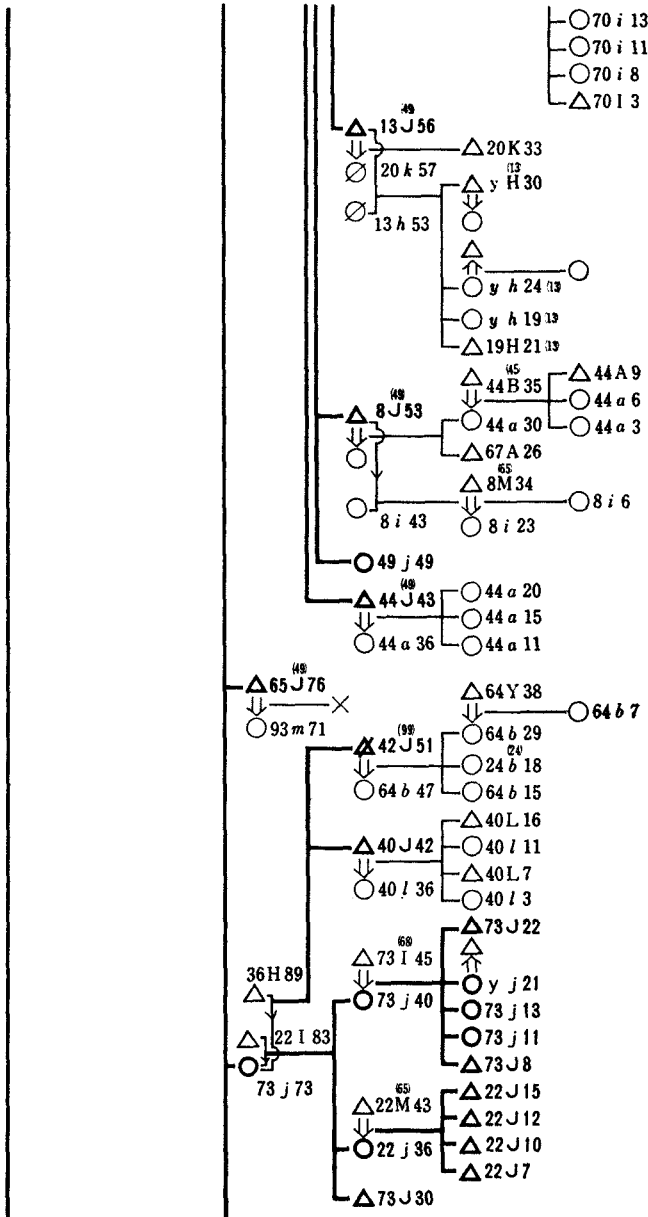 70 i 13
70 i 11
70 i 8
70 I 3
(49)
13 J 56
20 K 33
20 k 57
(13)
y H 30
13 h 53
y h 24 (13)
y h 19 (13)
19 H 21 (13)
(45)
44 B 35
44 A 9
44 a 6
44 a 3
(49)
8 J 53
44 a 30
67 A 26
(65)
8 M 34
8 i 6
8 i 43
8 i 23
49 j 49
(49)
44 J 43
44 a 20
44 a 15
44 a 36
44 a 11
(49)
65 J 76
64 Y 38
64 b 7
93 m 71
(99)
42 J 51
64 b 29
(24)
24 b 18
64 b 47
64 b 15
40 L 16
40 J 42
40 l 11
40 L 7
40 l 36
40 l 3
73 J 22
(68)
73 I 45
36 H 89
y j 21
73 j 40
73 j 13
73 j 11
22 I 83
73 J 8
73 j 73
(65)
22 M 43
22 J 15
22 J 12
22 j 36
22 J 10
22 J 7
73 J 30